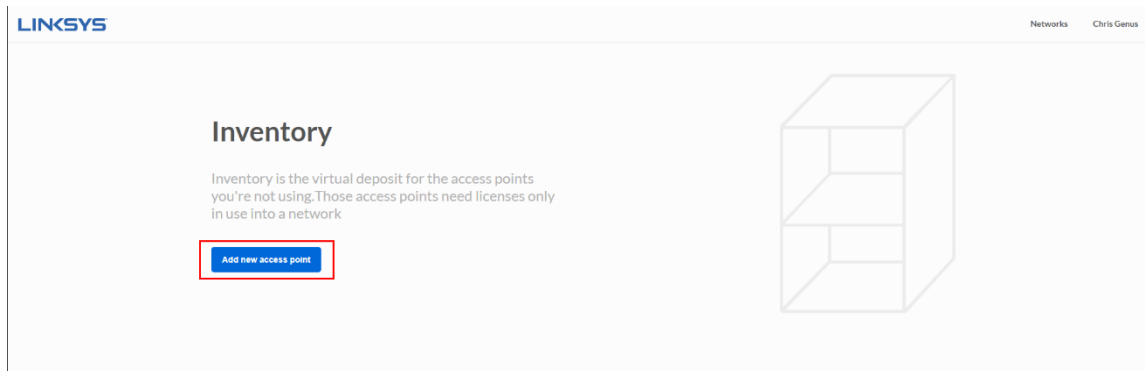 LINKSYS
Networks
Chris Genus
Inventory
Inventory is the virtual deposit for the access points
you're not using.Those access points need licenses only
in use into a network
Add new access point